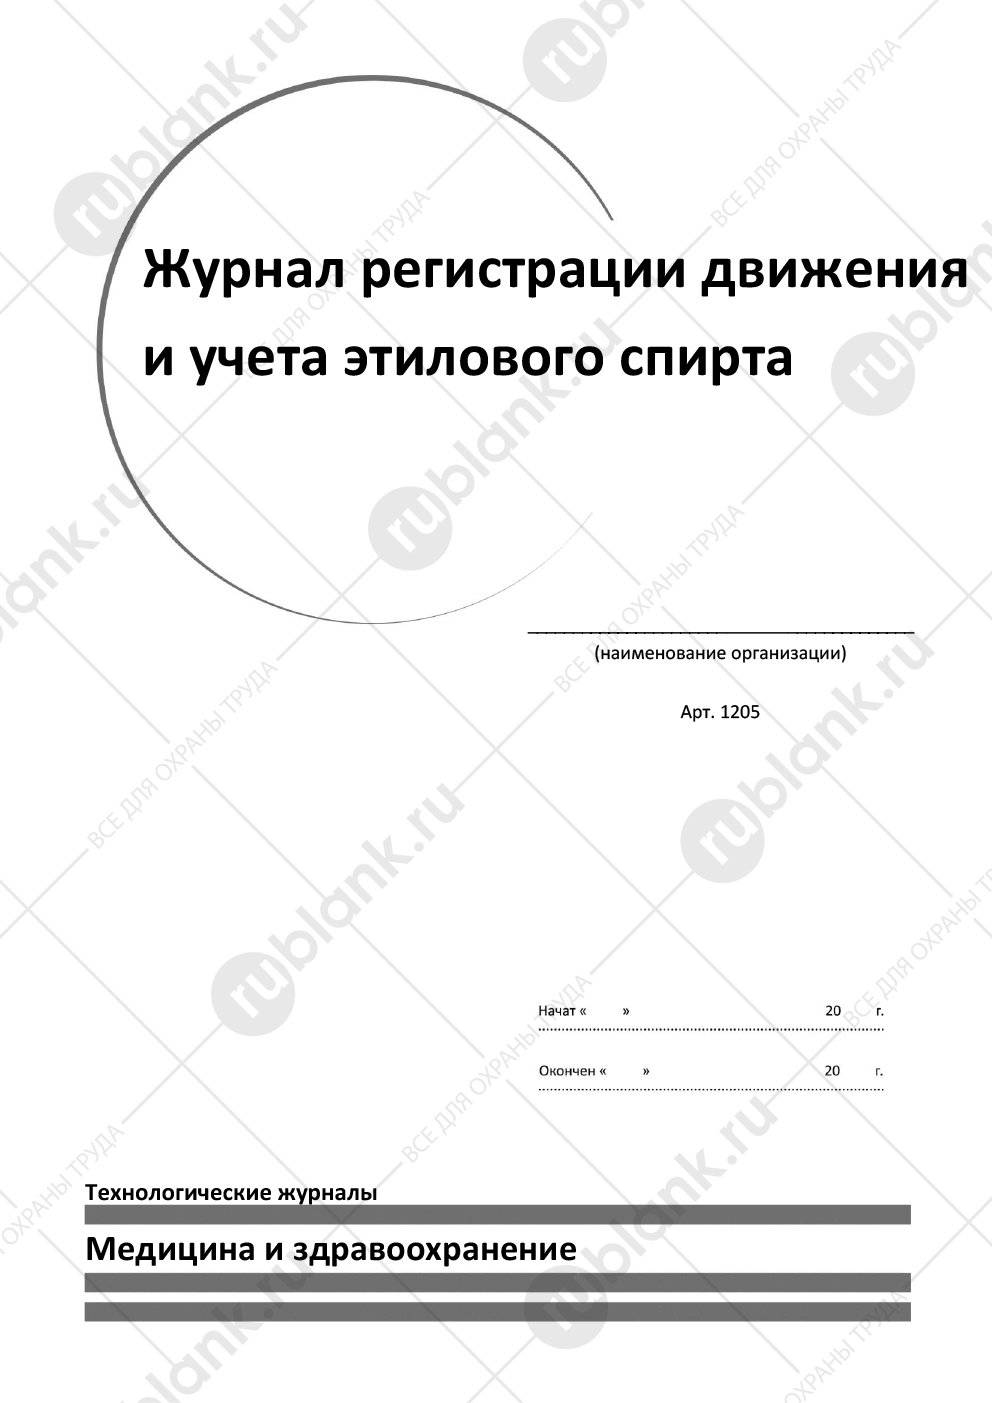 Журнал регистрации движения
и учета этилового спирта
(наименование организации)
Арт. 1205
Начат « » 20 г.
Окончен « » 20 г.
Технологические журналы
Медицина и здравоохранение
rublank.ru
ВСЕ ДЛЯ ОХРАНЫ ТРУДА